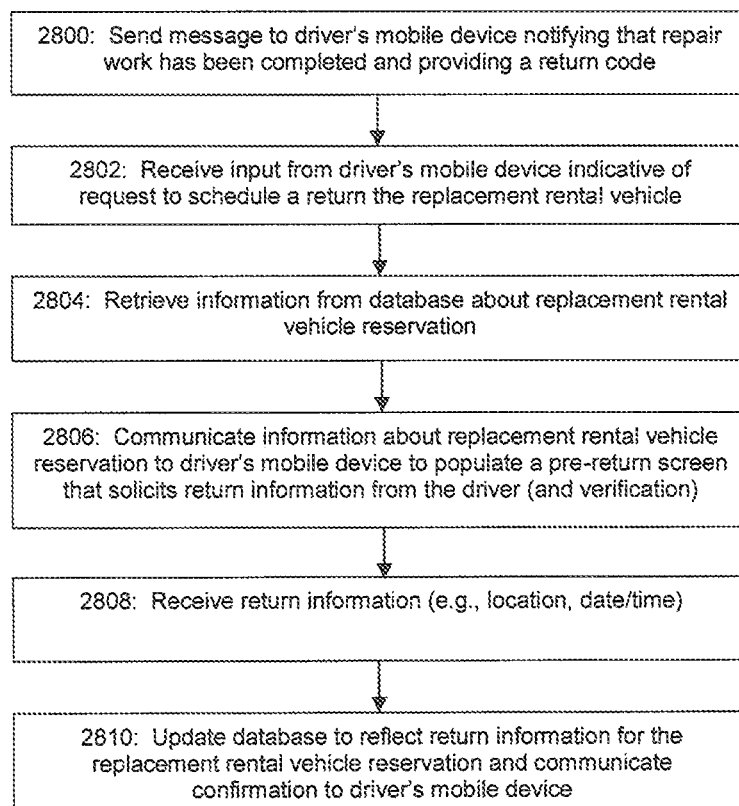 2800: Send message to driver's mobile device notifying that repair
work has been completed and providing a return code
2802: Receive input from driver's mobile device indicative of
request to schedule a return the replacement rental vehicle
2804: Retrieve information from database about replacement rental
vehicle reservation
2806: Communicate information about replacement rental vehicle
reservation to driver's mobile device to populate a pre-return screen
that solicits return information from the driver (and verification)
2808: Receive return information (e.g., location, date/time)
2810: Update database to reflect return information for the
replacement rental vehicle reservation and communicate
confirmation to driver's mobile device